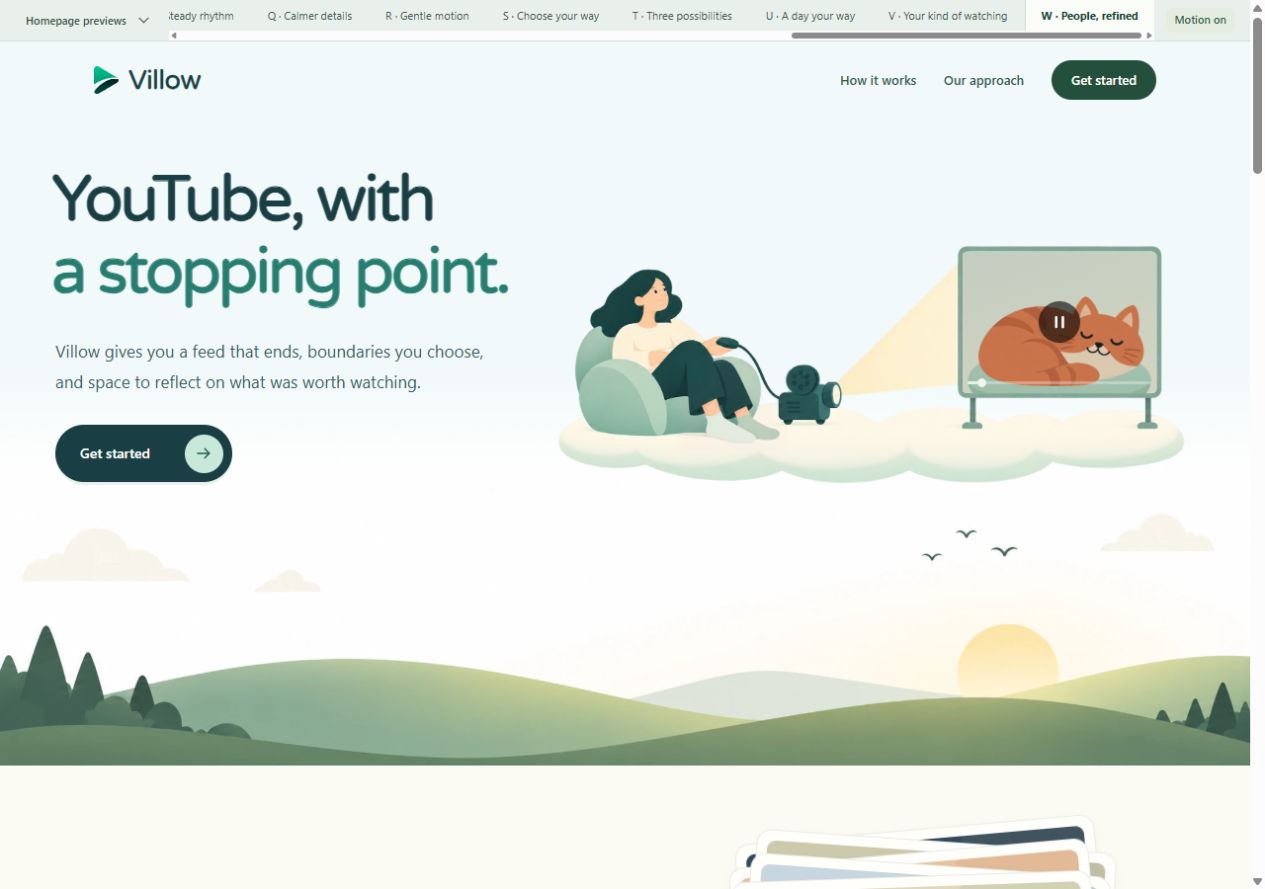 Homepage previews
Steady rhythm
Q · Calmer details
R · Gentle motion
S · Choose your way
T · Three possibilities
U · A day your way
V · Your kind of watching
W · People, refined
Motion on
Villow
How it works
Our approach
Get started
YouTube, with
a stopping point.
Villow gives you a feed that ends, boundaries you choose,
and space to reflect on what was worth watching.
Get started